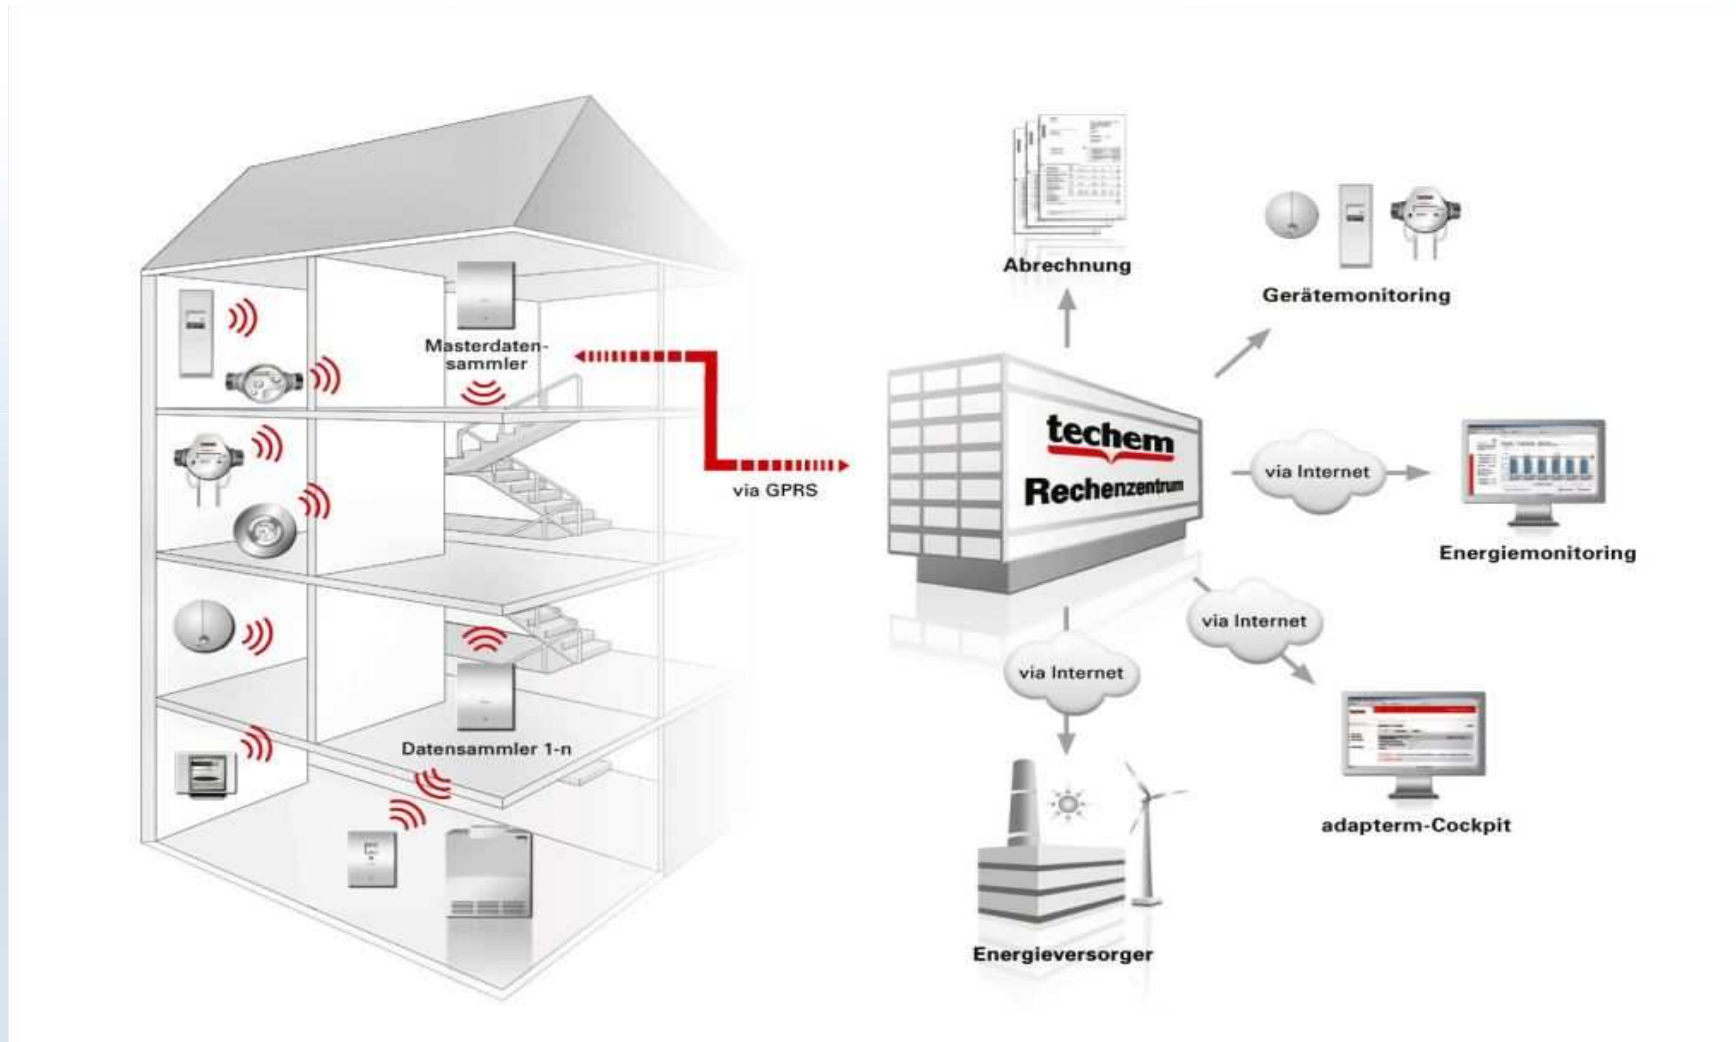 Masterdaten-
sammler
Datensammler 1-n
via GPRS
techem
Rechenzentrum
Abrechnung
Gerätemonitoring
via Internet
Energiemonitoring
via Internet
adapterm-Cockpit
via Internet
Energieversorger